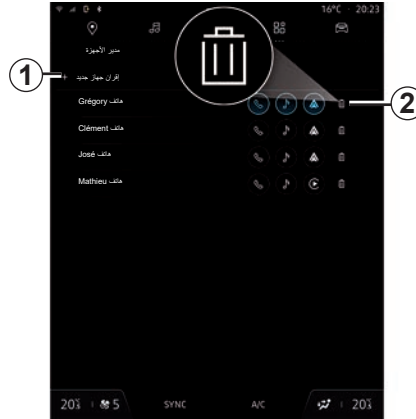 16°C 20:23
مدير الأجهزة
إقران جهاز جديد +
1
هاتف Grégory
2
هاتف Clément
هاتف José
هاتف Mathieu
20.5 5 SYNC A/C 20.5